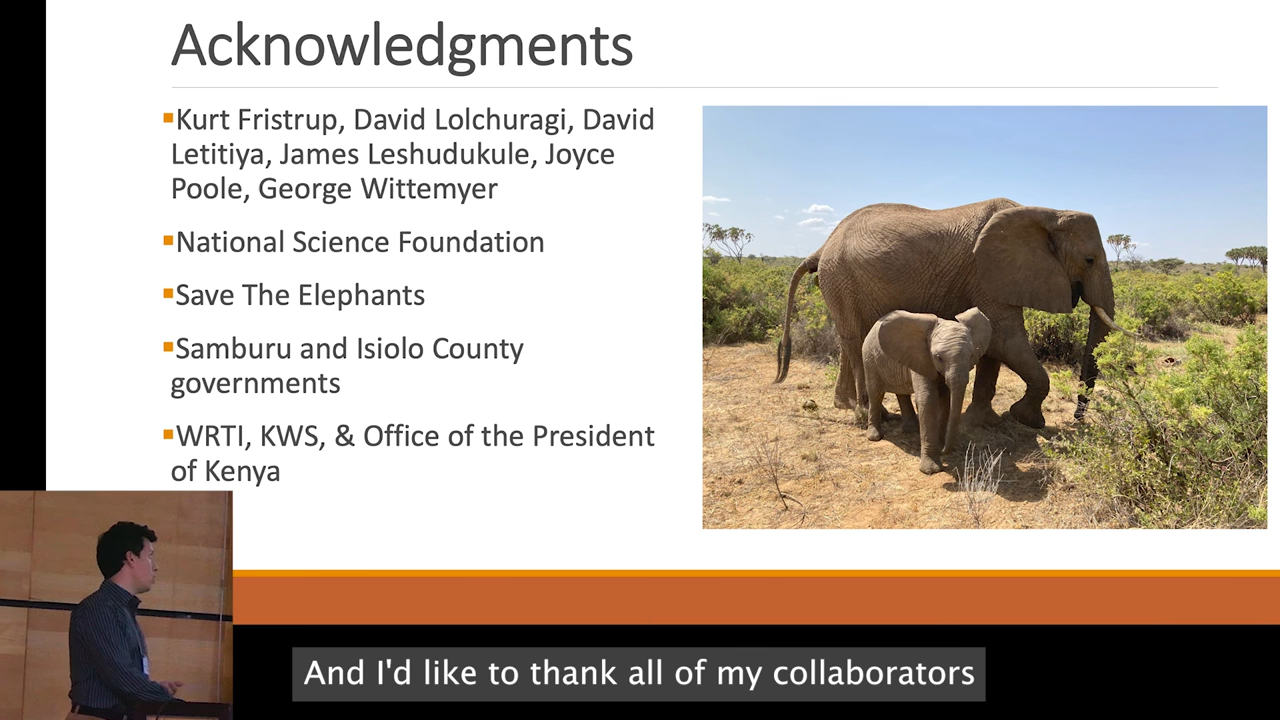 Acknowledgments
▪Kurt Fristrup, David Lolchuragi, David
Letitiya, James Leshudukule, Joyce
Poole, George Wittemyer
▪National Science Foundation
▪Save The Elephants
▪Samburu and Isiolo County
governments
▪WRTI, KWS, & Office of the President
of Kenya
And I'd like to thank all of my collaborators